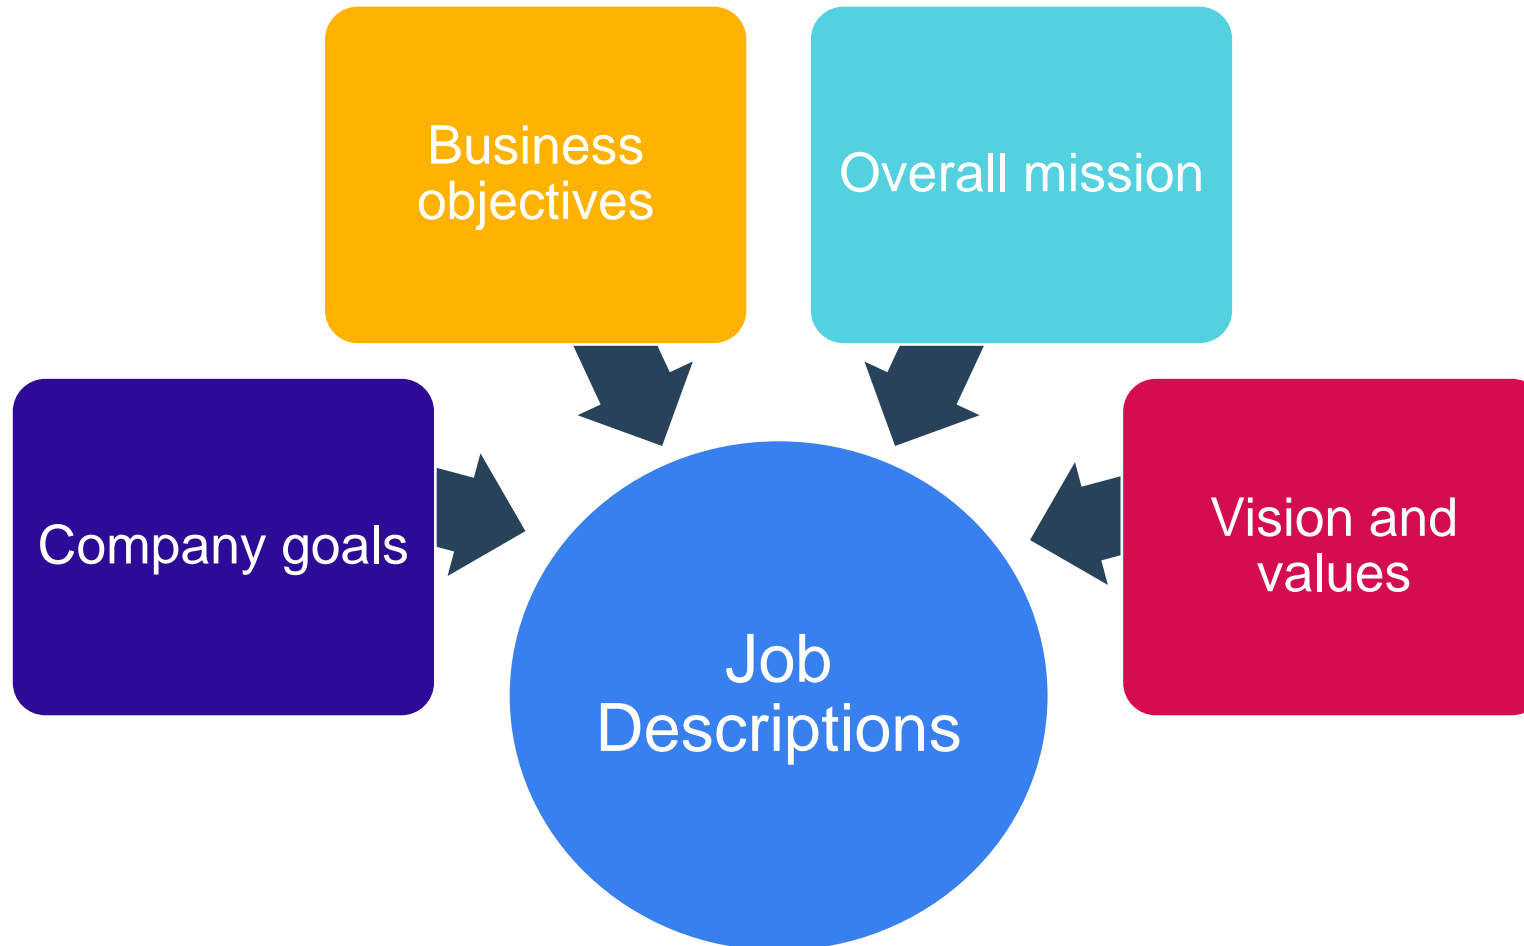 Business
objectives
Overall mission
Company goals
Vision and
values
Job
Descriptions